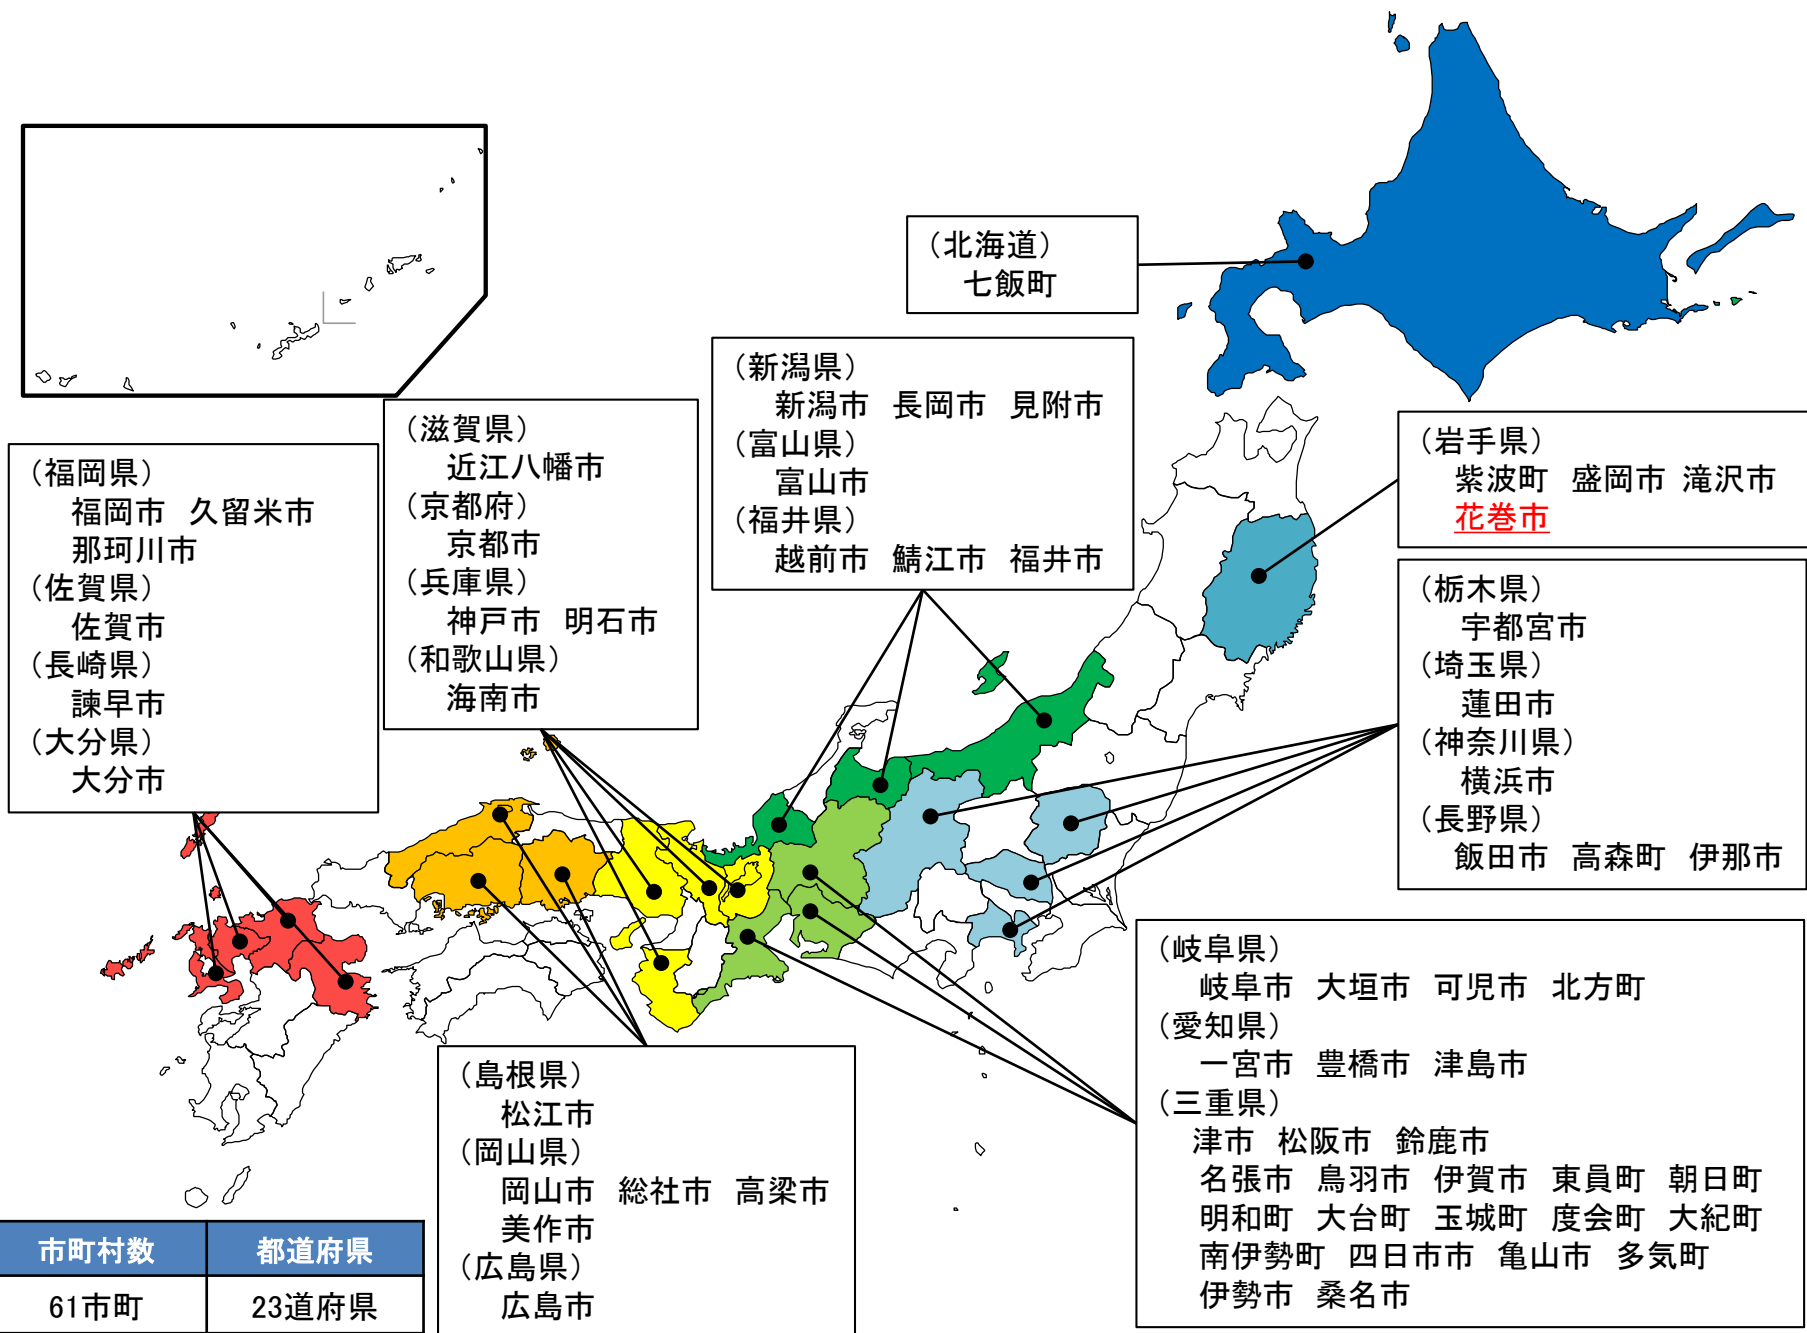 （北海道）
七飯町
（新潟県）
新潟市　長岡市　見附市
（富山県）
富山市
（福井県）
越前市　鯖江市　福井市
（滋賀県）
近江八幡市
（京都府）
京都市
（兵庫県）
神戸市　明石市
（和歌山県）
海南市
（福岡県）
福岡市　久留米市
那珂川市
（佐賀県）
佐賀市
（長崎県）
諫早市
（大分県）
大分市
（岩手県）
紫波町　盛岡市　滝沢市
花巻市
（栃木県）
宇都宮市
（埼玉県）
蓮田市
（神奈川県）
横浜市
（長野県）
飯田市　高森町　伊那市
（岐阜県）
岐阜市　大垣市　可児市　北方町
（愛知県）
一宮市　豊橋市　津島市
（三重県）
津市　松阪市　鈴鹿市
名張市　鳥羽市　伊賀市　東員町　朝日町
明和町　大台町　玉城町　度会町　大紀町
南伊勢町　四日市市　亀山市　多気町
伊勢市　桑名市
（島根県）
松江市
（岡山県）
岡山市　総社市　高梁市
美作市
（広島県）
広島市
市町村数　都道府県
61市町　23道府県